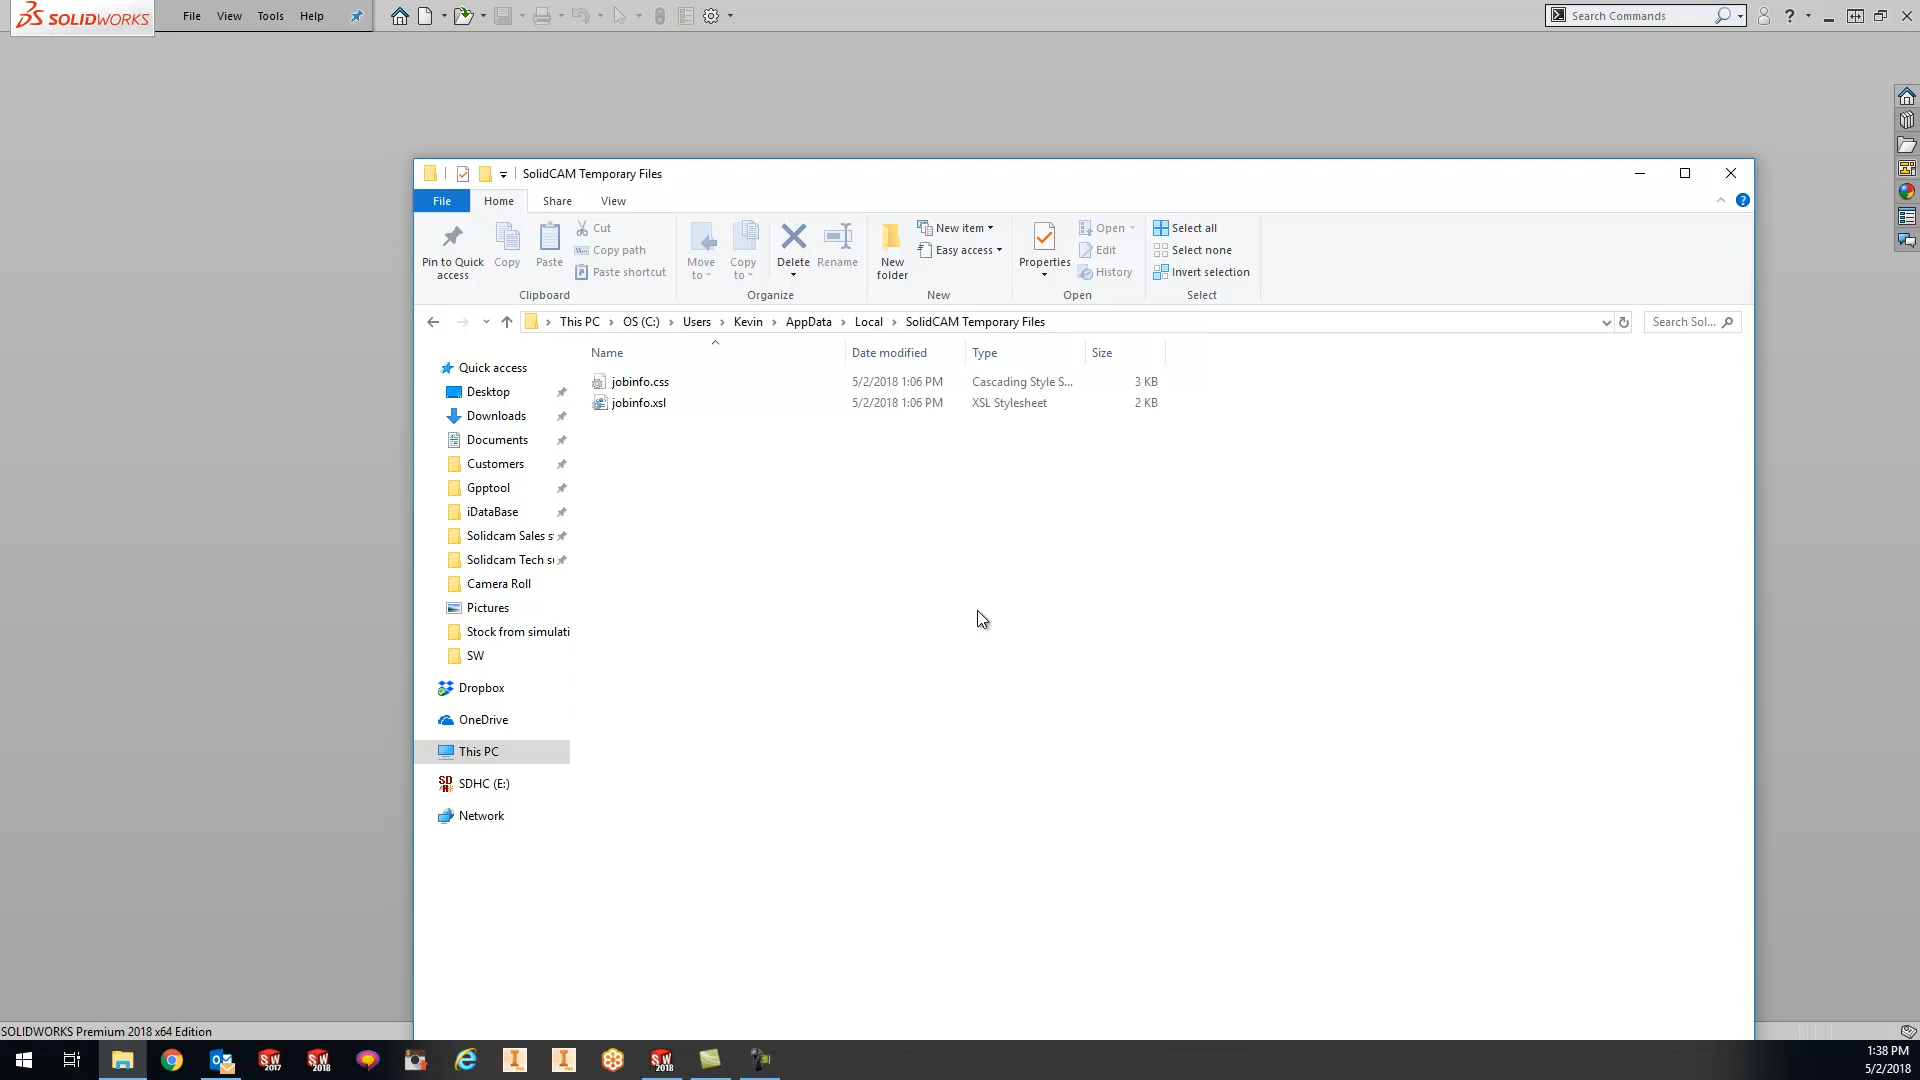 SOLIDWORKS
File View Tools Help
Search Commands
?
SolidCAM Temporary Files
File Home Share View
Pin to Quick access
Copy
Paste
Cut
Copy path
Paste shortcut
Clipboard
Move to
Copy to
Delete
Rename
Organize
New folder
New item
Easy access
New
Properties
Open
Edit
History
Open
Select all
Select none
Invert selection
Select
This PC > OS (C:) > Users > Kevin > AppData > Local > SolidCAM Temporary Files
Search Sol...
Name Date modified Type Size
jobinfo.css 5/2/2018 1:06 PM Cascading Style S... 3 KB
jobinfo.xsl 5/2/2018 1:06 PM XSL Stylesheet 2 KB
Quick access
Desktop
Downloads
Documents
Customers
Gpptool
iDataBase
Solidcam Sales s
Solidcam Tech s
Camera Roll
Pictures
Stock from simulati
SW
Dropbox
OneDrive
This PC
SDHC (E:)
Network
SOLIDWORKS Premium 2018 x64 Edition
SW 2017
SW 2018
SW 2018
1:38 PM
5/2/2018